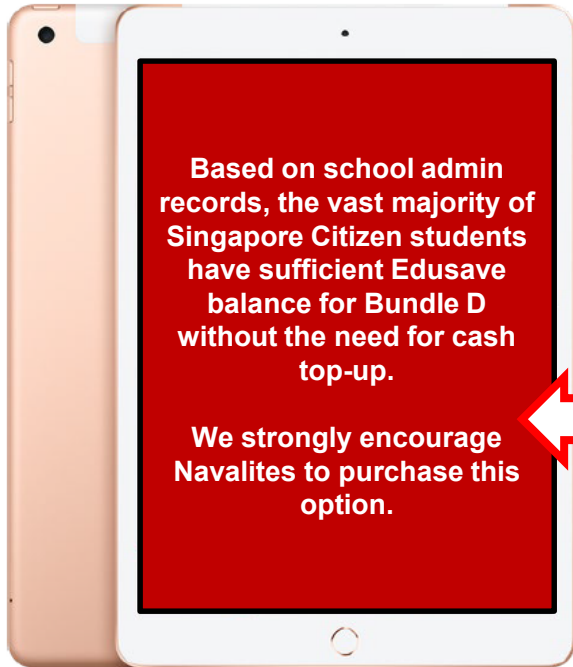 Based on school admin
records, the vast majority of
Singapore Citizen students
have sufficient Edusave
balance for Bundle D
without the need for cash
top-up.
We strongly encourage
Navalites to purchase this
option.